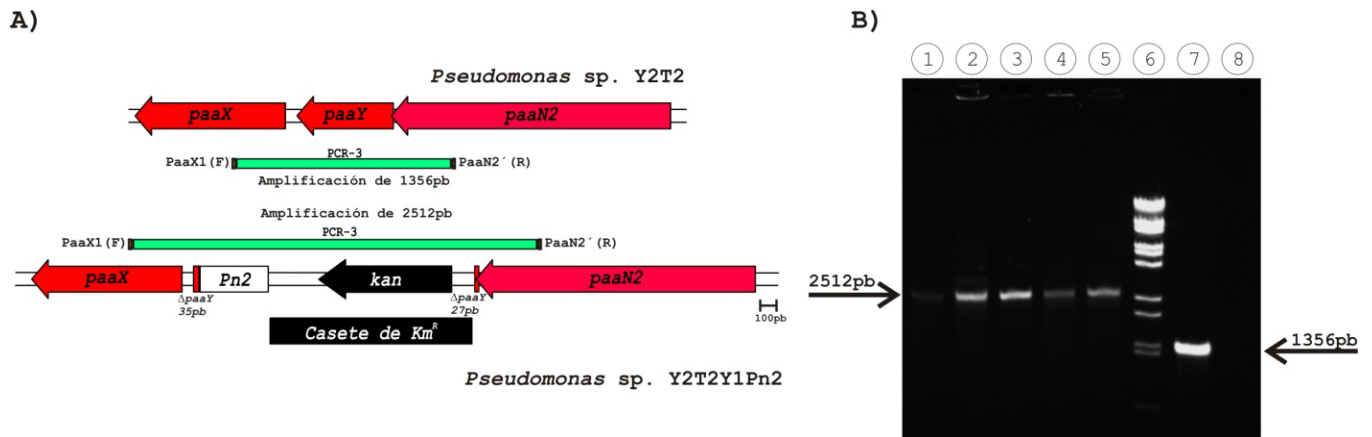 A)
Pseudomonas sp. Y2T2
paaX
paaY
paaN2
PaaX1(F)
PCR-3
PaaN2´(R)
Amplificación de 1356pb
Amplificación de 2512pb
PaaX1(F)
PCR-3
PaaN2´(R)
paaX
Pn2
kan
paaN2
ΔpaaY
35pb
ΔpaaY
27pb
100pb
Casete de Km^R
Pseudomonas sp. Y2T2Y1Pn2
B)
1 2 3 4 5 6 7 8
2512pb
1356pb